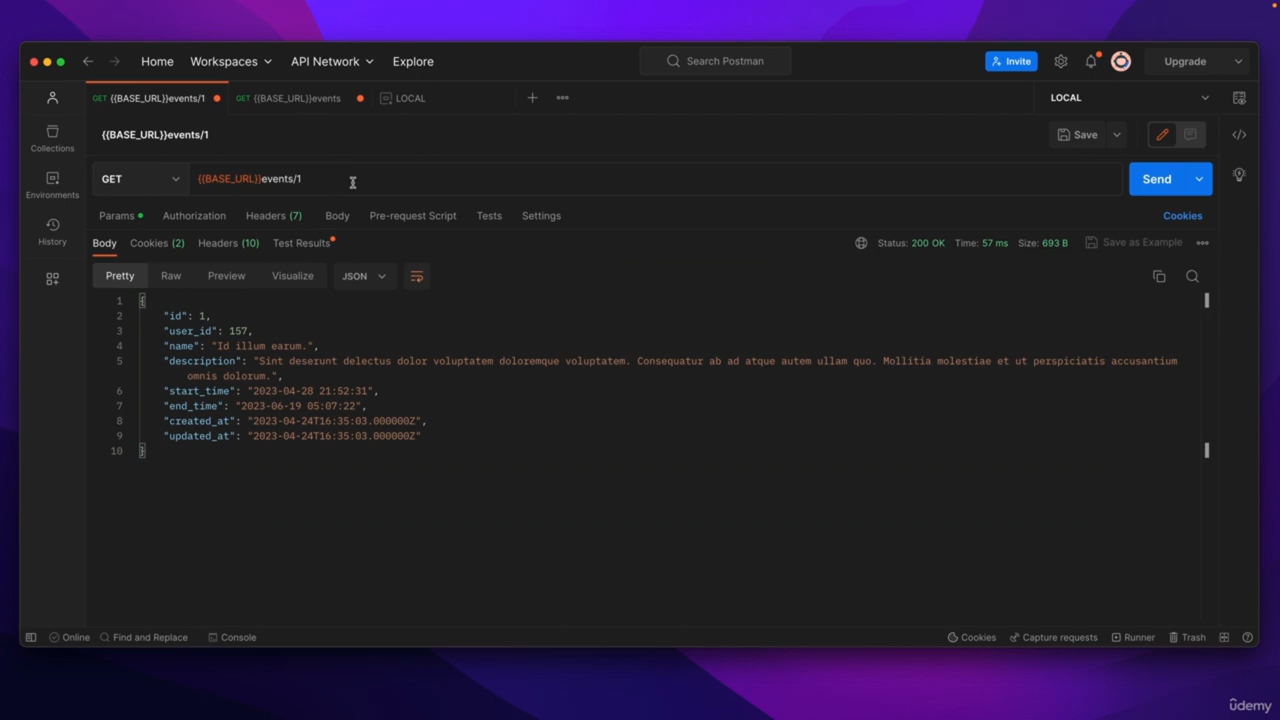 Home Workspaces API Network Explore Search Postman Invite Upgrade
GET {{BASE_URL}}events/1 GET {{BASE_URL}}events LOCAL LOCAL
{{BASE_URL}}events/1 Save
Collections
GET {{BASE_URL}}events/1 Send
Environments
Params Authorization Headers (7) Body Pre-request Script Tests Settings Cookies
History
Body Cookies (2) Headers (10) Test Results Status: 200 OK Time: 57 ms Size: 693 B Save as Example
Pretty Raw Preview Visualize JSON
1 {
2 "id": 1,
3 "user_id": 157,
4 "name": "Id illum earum.",
5 "description": "Sint deserunt delectus dolor voluptatem doloremque voluptatem. Consequatur ab ad atque autem ullam quo. Mollitia molestiae et ut perspiciatis accusantium
omnis dolorum.",
6 "start_time": "2023-04-28 21:52:31",
7 "end_time": "2023-06-19 05:07:22",
8 "created_at": "2023-04-24T16:35:03.000000Z",
9 "updated_at": "2023-04-24T16:35:03.000000Z"
10 }
Online Find and Replace Console Cookies Capture requests Runner Trash
ûdemy